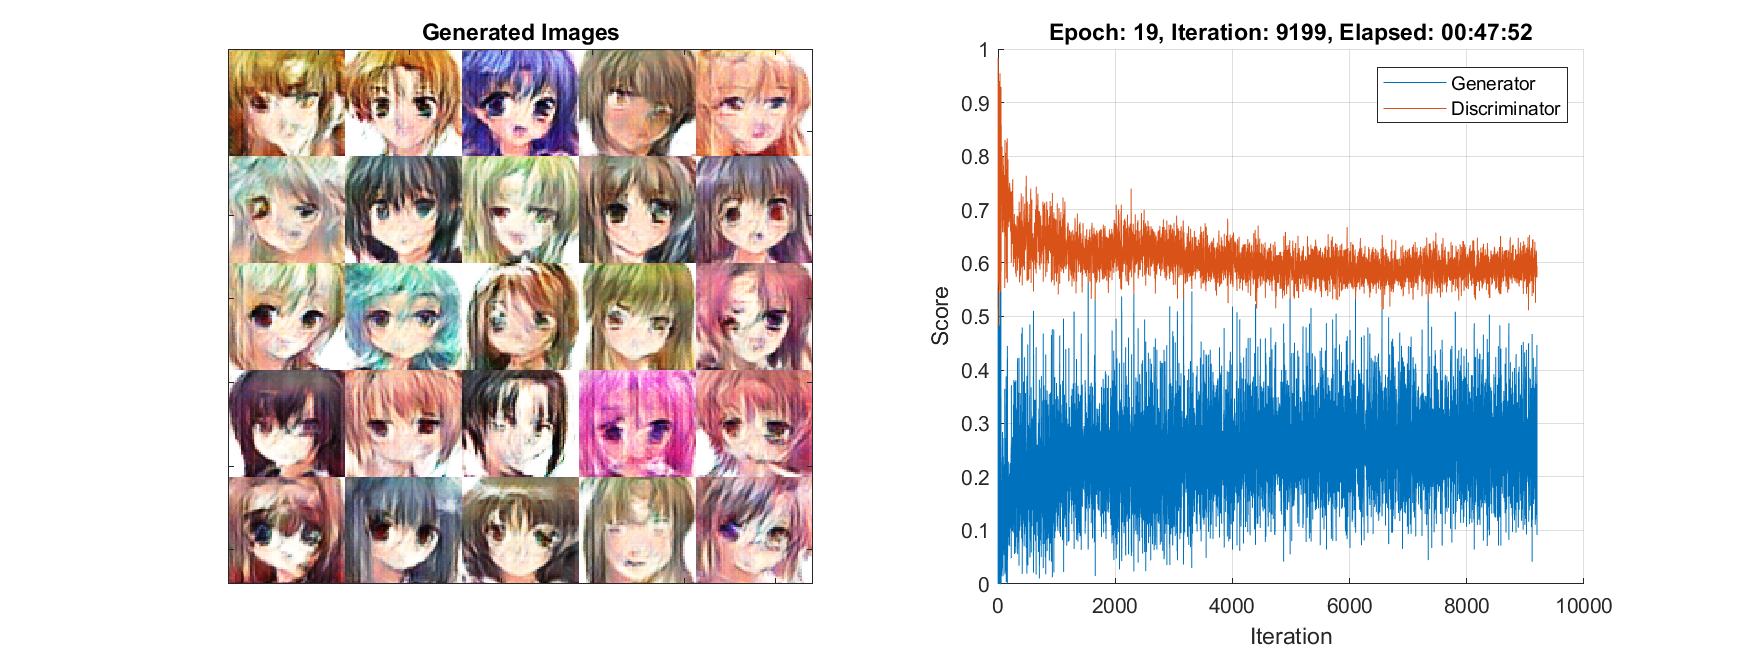 Generated Images
Epoch: 19, Iteration: 9199, Elapsed: 00:47:52
Generator
Discriminator
1
0.9
0.8
0.7
0.6
0.5
0.4
0.3
0.2
0.1
0
Score
0 2000 4000 6000 8000 10000
Iteration